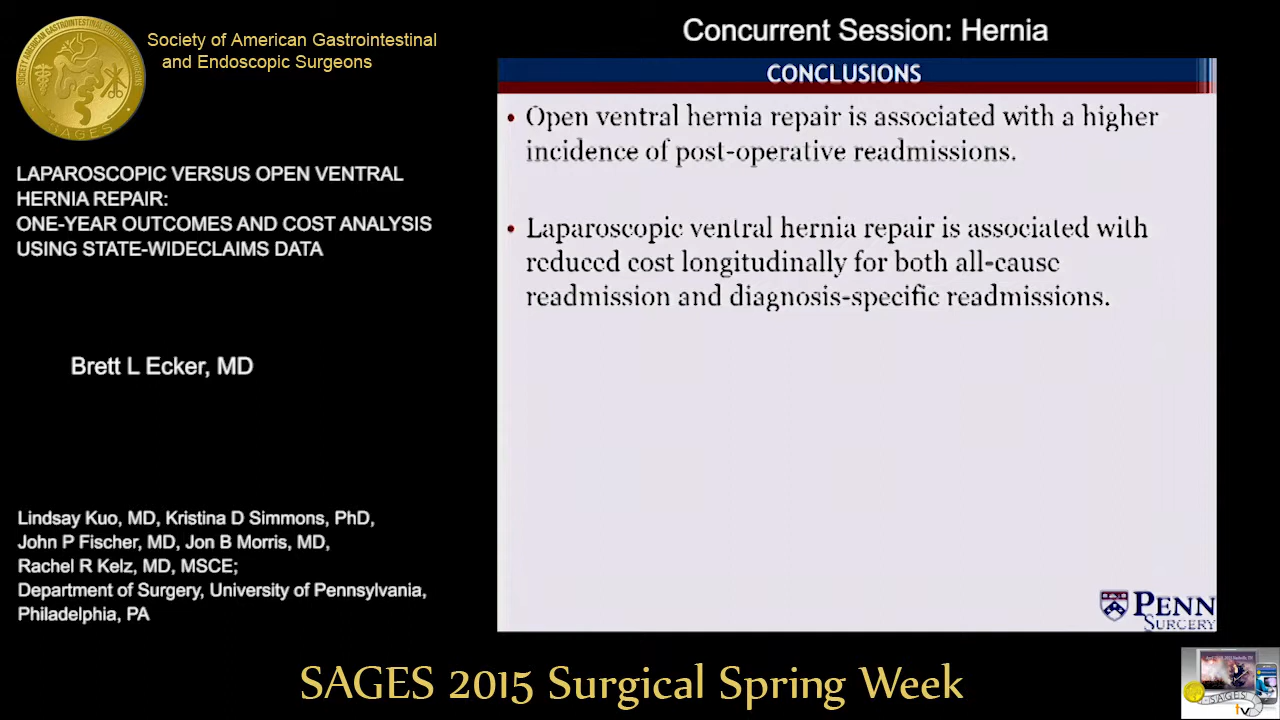 Society of American Gastrointestinal
and Endoscopic Surgeons
SAGES
Concurrent Session: Hernia
LAPAROSCOPIC VERSUS OPEN VENTRAL
HERNIA REPAIR:
ONE-YEAR OUTCOMES AND COST ANALYSIS
USING STATE-WIDECLAIMS DATA
Brett L Ecker, MD
Lindsay Kuo, MD, Kristina D Simmons, PhD,
John P Fischer, MD, Jon B Morris, MD,
Rachel R Kelz, MD, MSCE;
Department of Surgery, University of Pennsylvania,
Philadelphia, PA
CONCLUSIONS
• Open ventral hernia repair is associated with a higher
incidence of post-operative readmissions.
• Laparoscopic ventral hernia repair is associated with
reduced cost longitudinally for both all-cause
readmission and diagnosis-specific readmissions.
PENN
SURGERY
SAGES 2015 Surgical Spring Week
SAGES
tv